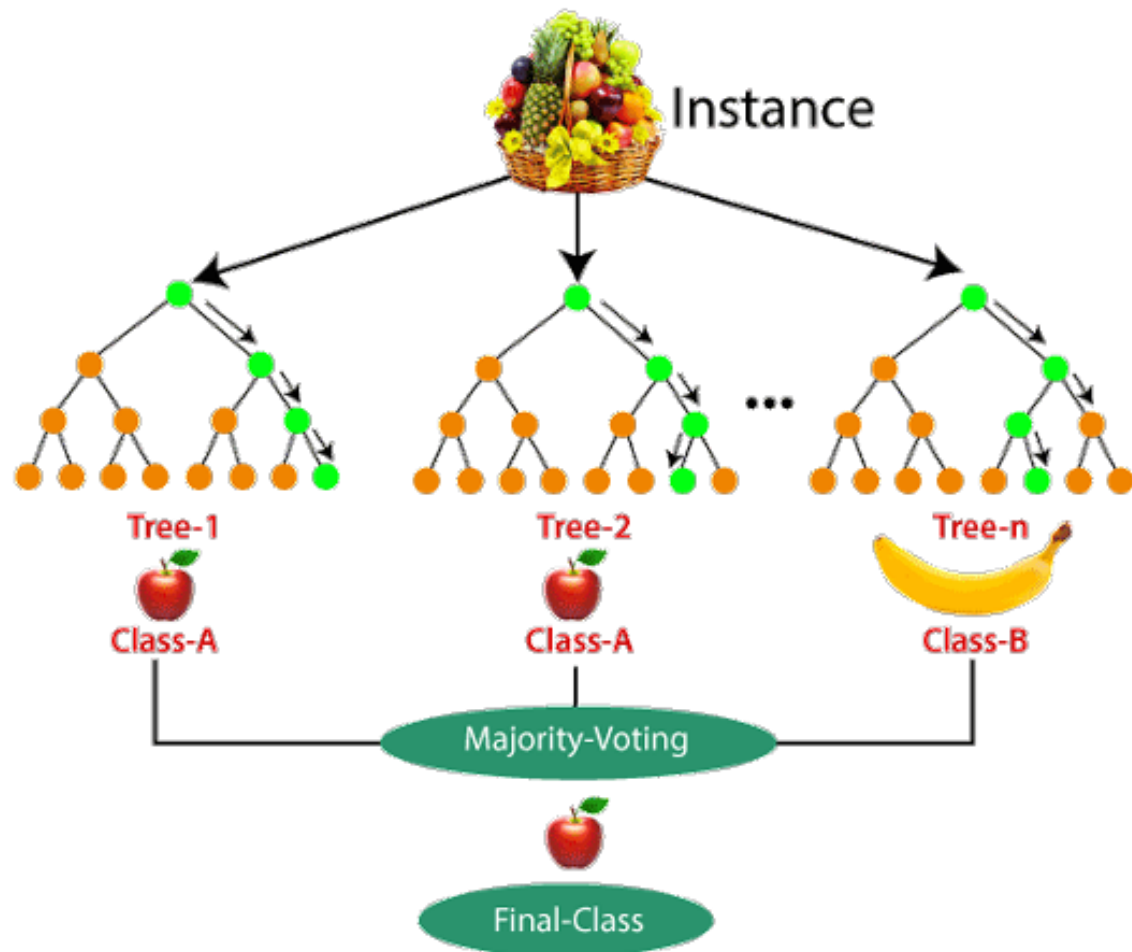 Instance
...
Tree-1
Tree-2
Tree-n
Class-A
Class-A
Class-B
Majority-Voting
Final-Class